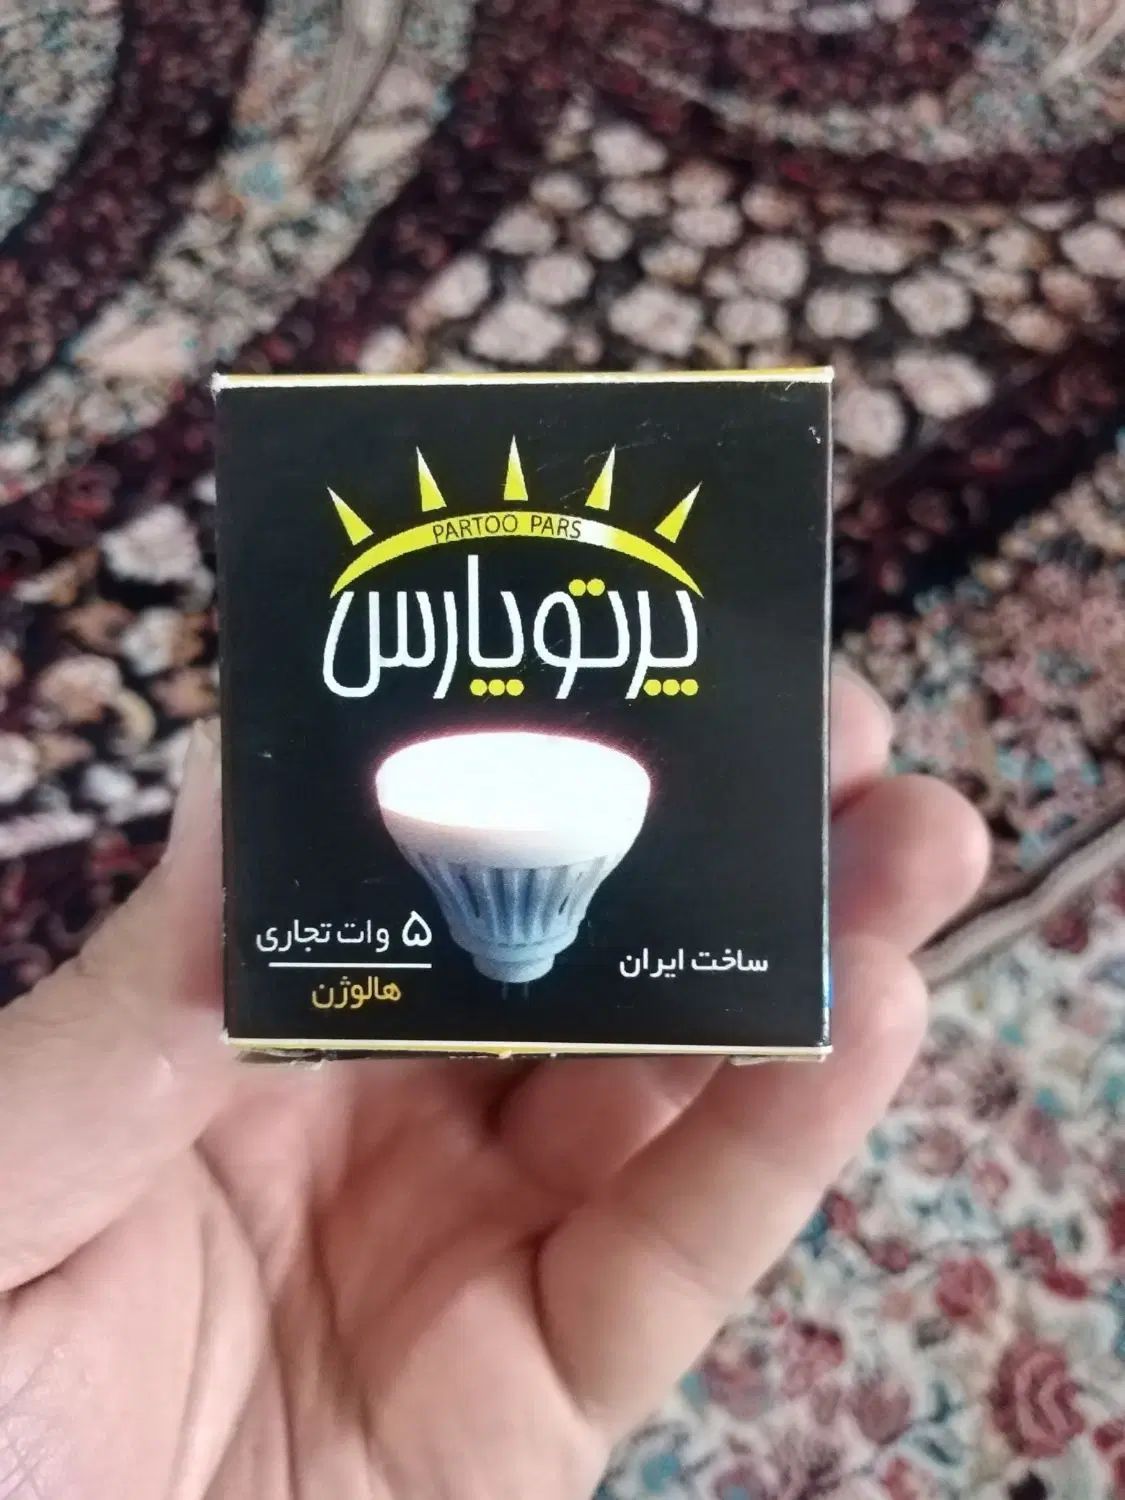 PARTOO PARS
پرتوپارس
۵ وات تجاری
هالوژن
ساخت ایران